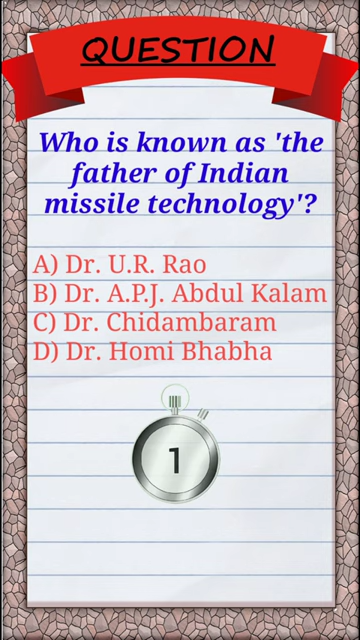 QUESTION
Who is known as 'the
father of Indian
missile technology'?
A) Dr. U.R. Rao
B) Dr. A.P.J. Abdul Kalam
C) Dr. Chidambaram
D) Dr. Homi Bhabha
1